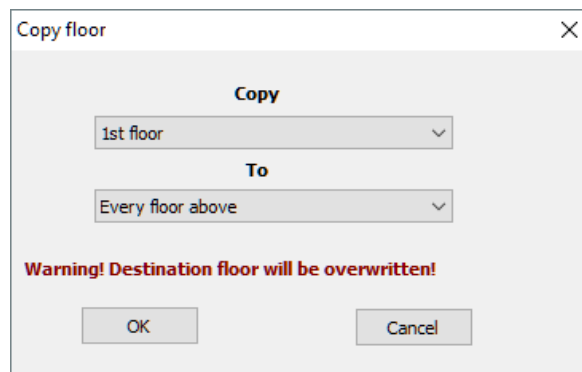 Copy floor
Copy
1st floor
To
Every floor above
Warning! Destination floor will be overwritten!
OK
Cancel